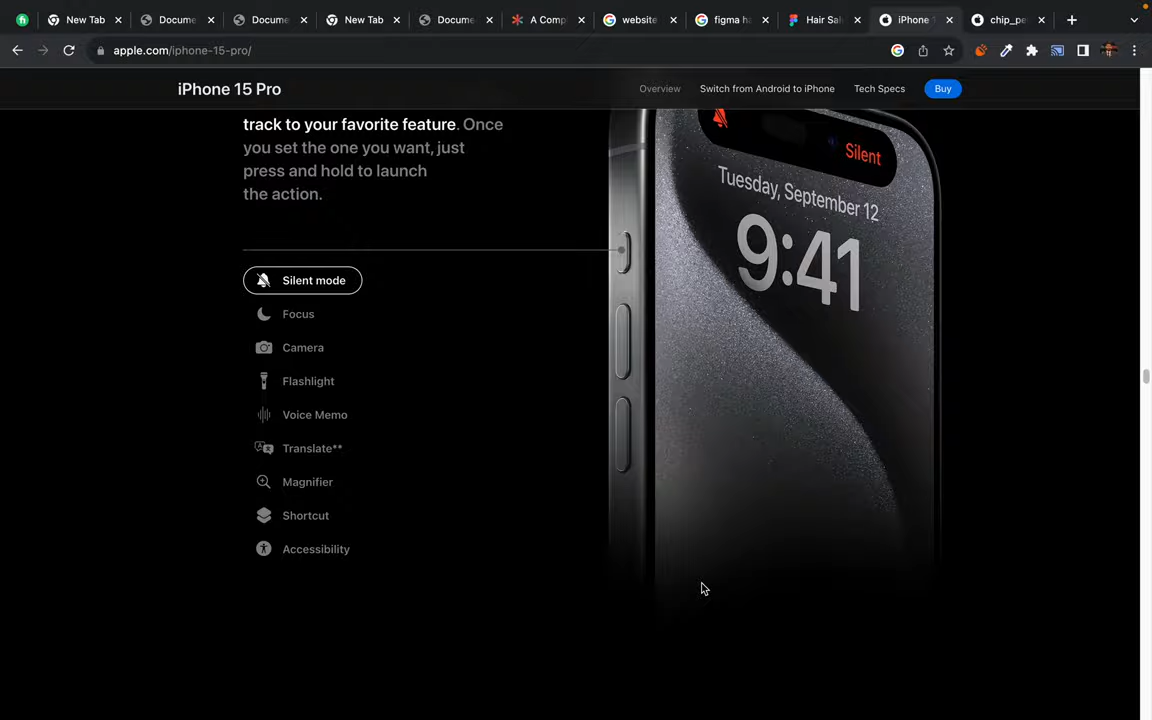 New Tab
Docume
Docume
New Tab
Docume
A Comp
website
figma ha
Hair Sal
iPhone 1
chip_pe
apple.com/iphone-15-pro/
iPhone 15 Pro
Overview
Switch from Android to iPhone
Tech Specs
Buy
track to your favorite feature. Once
you set the one you want, just
press and hold to launch
the action.
Silent mode
Focus
Camera
Flashlight
Voice Memo
Translate**
Magnifier
Shortcut
Accessibility
Silent
Tuesday, September 12
9:41